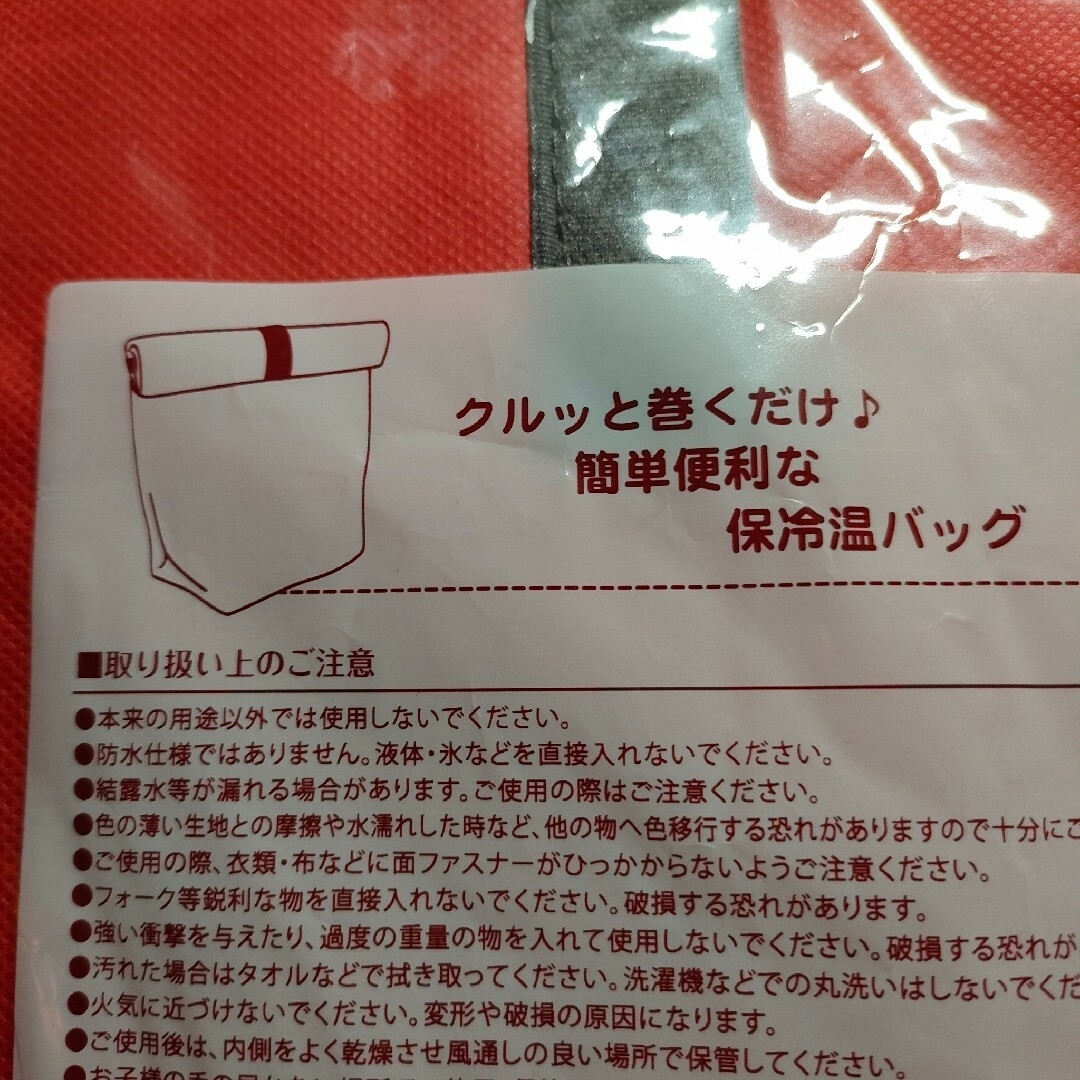 クルッと巻くだけ♪
簡単便利な
保冷温バッグ
■取り扱い上のご注意
●本来の用途以外では使用しないでください。
●防水仕様ではありません。液体・氷などを直接入れないでください。
●結露水等が漏れる場合があります。ご使用の際はご注意ください。
●色の薄い生地との摩擦や水濡れした時など、他の物へ色移行する恐れがありますので十分にご
●ご使用の際、衣類・布などに面ファスナーがひっかからないようご注意ください。
●フォーク等鋭利な物を直接入れないでください。破損する恐れがあります。
●強い衝撃を与えたり、過度の重量の物を入れて使用しないでください。破損する恐れが
●汚れた場合はタオルなどで拭き取ってください。洗濯機などでの丸洗いはしないでくだ
●火気に近づけないでください。変形や破損の原因になります。
●ご使用後は、内側をよく乾燥させ風通しの良い場所で保管してください。
●お子様の手の届かない場所